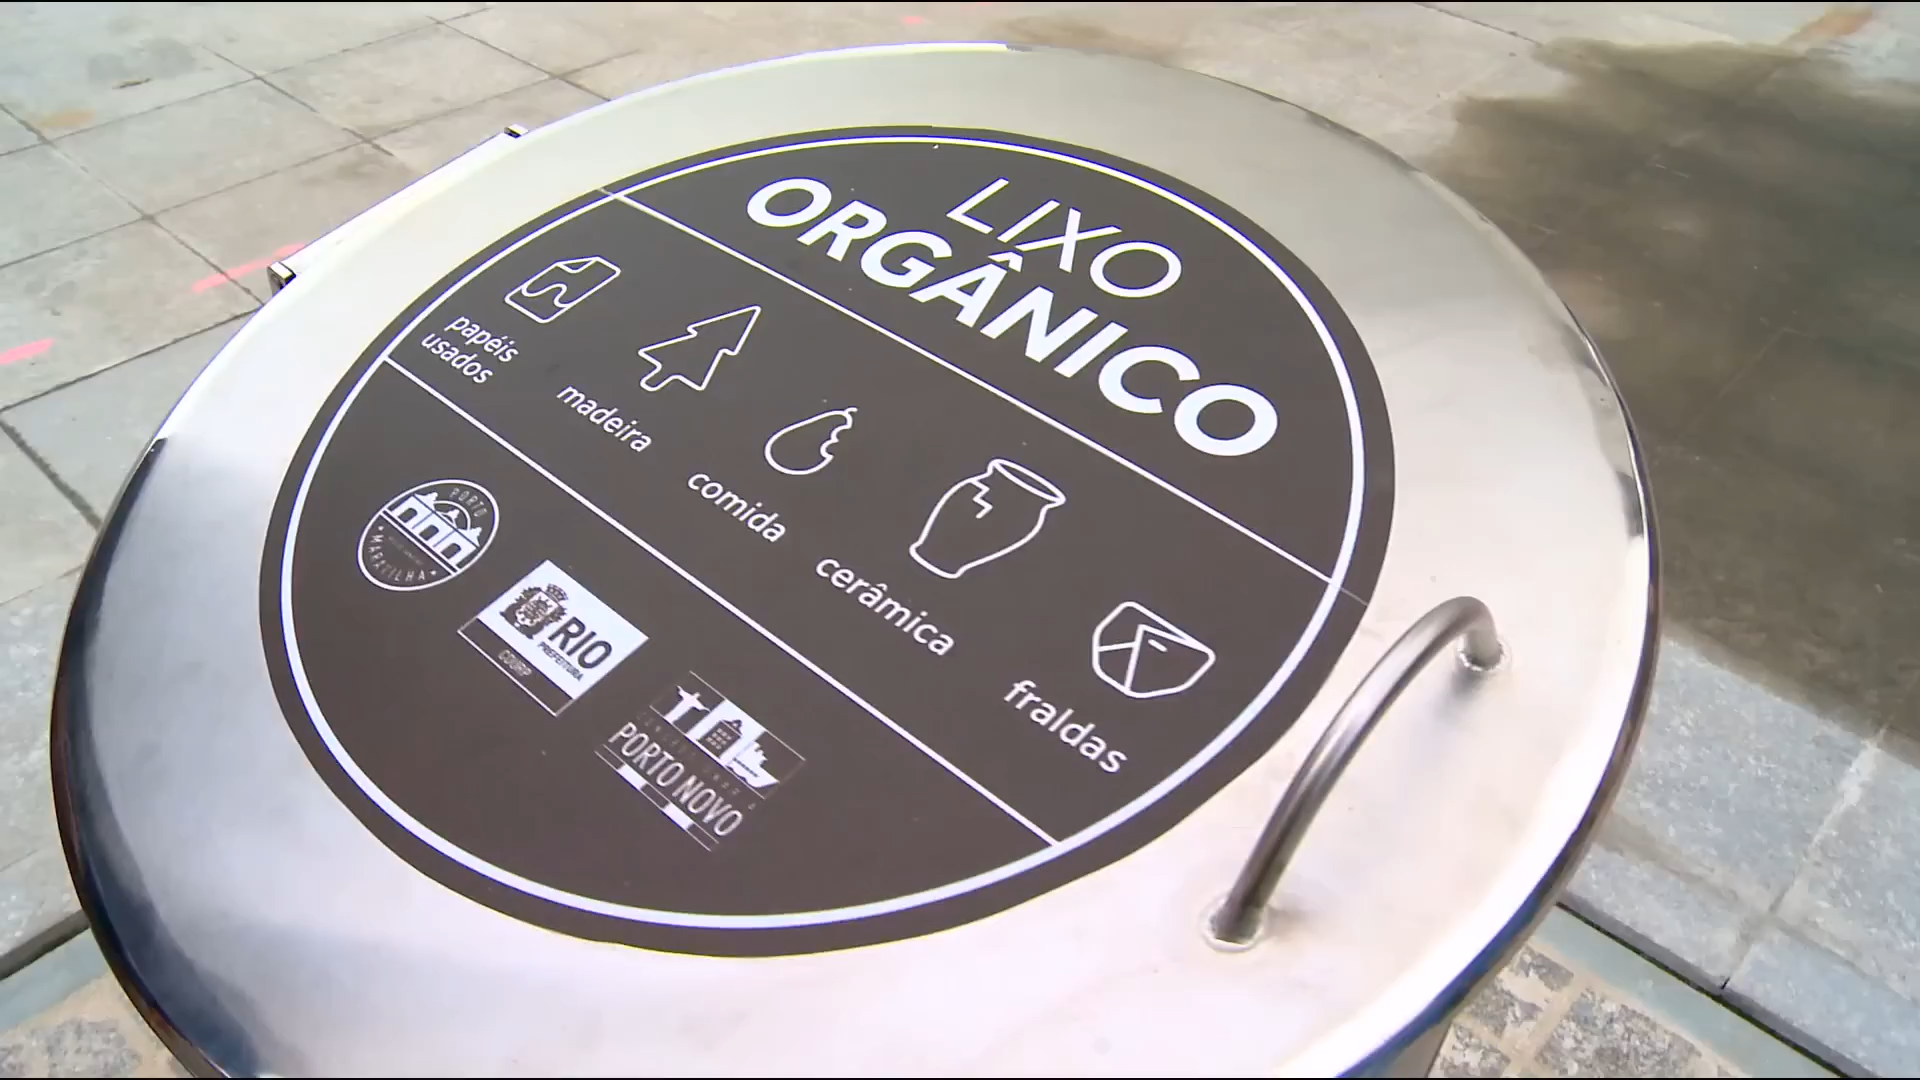 LIXO
ORGÂNICO
papéis
usados
madeira
comida
cerâmica
fraldas
PORTO
MARAVILHA
RIO
PREFEITURA
CDURP
PORTO NOVO